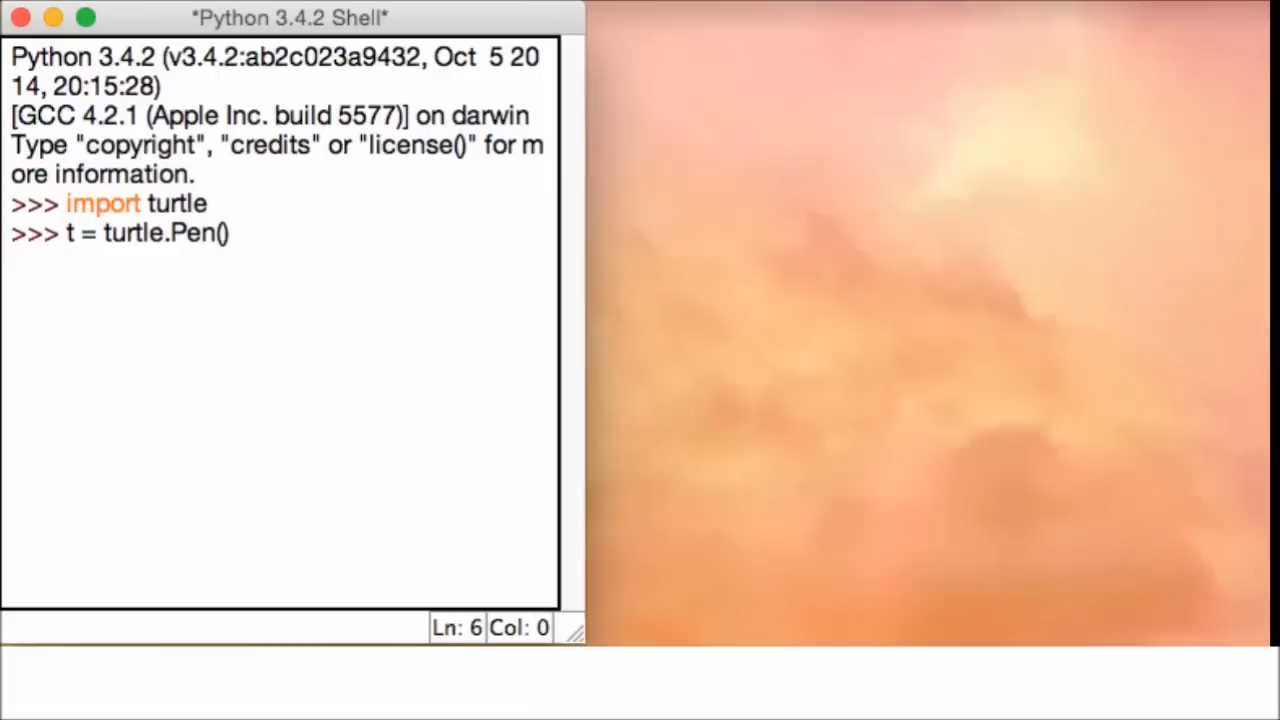 *Python 3.4.2 Shell*
Python 3.4.2 (v3.4.2:ab2c023a9432, Oct  5 20
14, 20:15:28)
[GCC 4.2.1 (Apple Inc. build 5577)] on darwin
Type "copyright", "credits" or "license()" for m
ore information.
>>> import turtle
>>> t = turtle.Pen()
Ln: 6 Col: 0